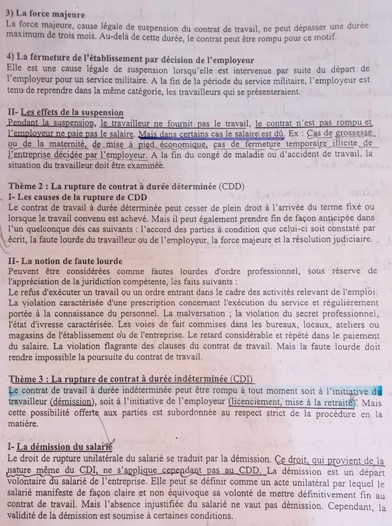 3) La force majeure
La force majeure, cause légale de suspension du contrat de travail, ne peut dépasser une durée
maximum de trois mois. Au-delà de cette durée, le contrat peut être rompu pour ce motif.
4) La fermeture de l'établissement par décision de l'employeur
Elle est une cause légale de suspension lorsqu'elle est intervenue par suite du départ de
l'employeur pour un service militaire. A la fin de la période du service militaire, l'employeur est
tenu de reprendre dans la même catégorie, les travailleurs qui se présenteraient.
II- Les effets de la suspension
Pendant la suspension, le travailleur ne fournit pas le travail, le contrat n'est pas rompu et
l'employeur ne paie pas le salaire. Mais dans certains cas le salaire est dû. Ex : Cas de grossesse
ou de la maternité, de mise à pied économique, cas de fermeture temporaire illicite de
l'entreprise décidée par l'employeur. A la fin du congé de maladie ou d'accident de travail, la
situation du travailleur doit être examinée.
Thème 2 : La rupture de contrat à durée déterminée (CDD)
I- Les causes de la rupture de CDD
Le contrat de travail à durée déterminée peut cesser de plein droit à l'arrivée du terme fixé ou
lorsque le travail convenu est achevé. Mais il peut également prendre fin de façon anticipée dans
l'un quelconque des cas suivants : l'accord des parties à condition que celui-ci soit constaté par
écrit, la faute lourde du travailleur ou de l'employeur, la force majeure et la résolution judiciaire.
II- La notion de faute lourde
Peuvent être considérées comme fautes lourdes d'ordre professionnel, sous réserve de
l'appréciation de la juridiction compétente, les faits suivants :
Le refus d'exécuter un travail ou un ordre entrant dans le cadre des activités relevant de l'emploi.
La violation caractérisée d'une prescription concernant l'exécution du service et régulièrement
portée à la connaissance du personnel. La malversation ; la violation du secret professionnel,
l'état d'ivresse caractérisée. Les voies de fait commises dans les bureaux, locaux, ateliers ou
magasins de l'établissement ou de l'entreprise. Le retard considérable et répété dans le paiement
du salaire. La violation flagrante des clauses du contrat de travail. Mais la faute lourde doit
rendre impossible la poursuite du contrat de travail.
Thème 3 : La rupture de contrat à durée indéterminée (CDI)
Le contrat de travail à durée indéterminée peut être rompu à tout moment soit à l'initiative du
travailleur (démission), soit à l'initiative de l'employeur (licenciement, mise à la retraite). Mais
cette possibilité offerte aux parties est subordonnée au respect strict de la procédure en la
matière.
I- La démission du salarié
Le droit de rupture unilatérale du salarié se traduit par la démission. Ce droit, qui provient de la
nature même du CDI, ne s'applique cependant pas au CDD. La démission est un départ
volontaire du salarié de l'entreprise. Elle peut se définir comme un acte unilatéral par lequel le
salarié manifeste de façon claire et non équivoque sa volonté de mettre définitivement fin au
contrat de travail. Mais l'absence injustifiée du salarié ne vaut pas démission. Cependant, la
validité de la démission est soumise à certaines conditions.